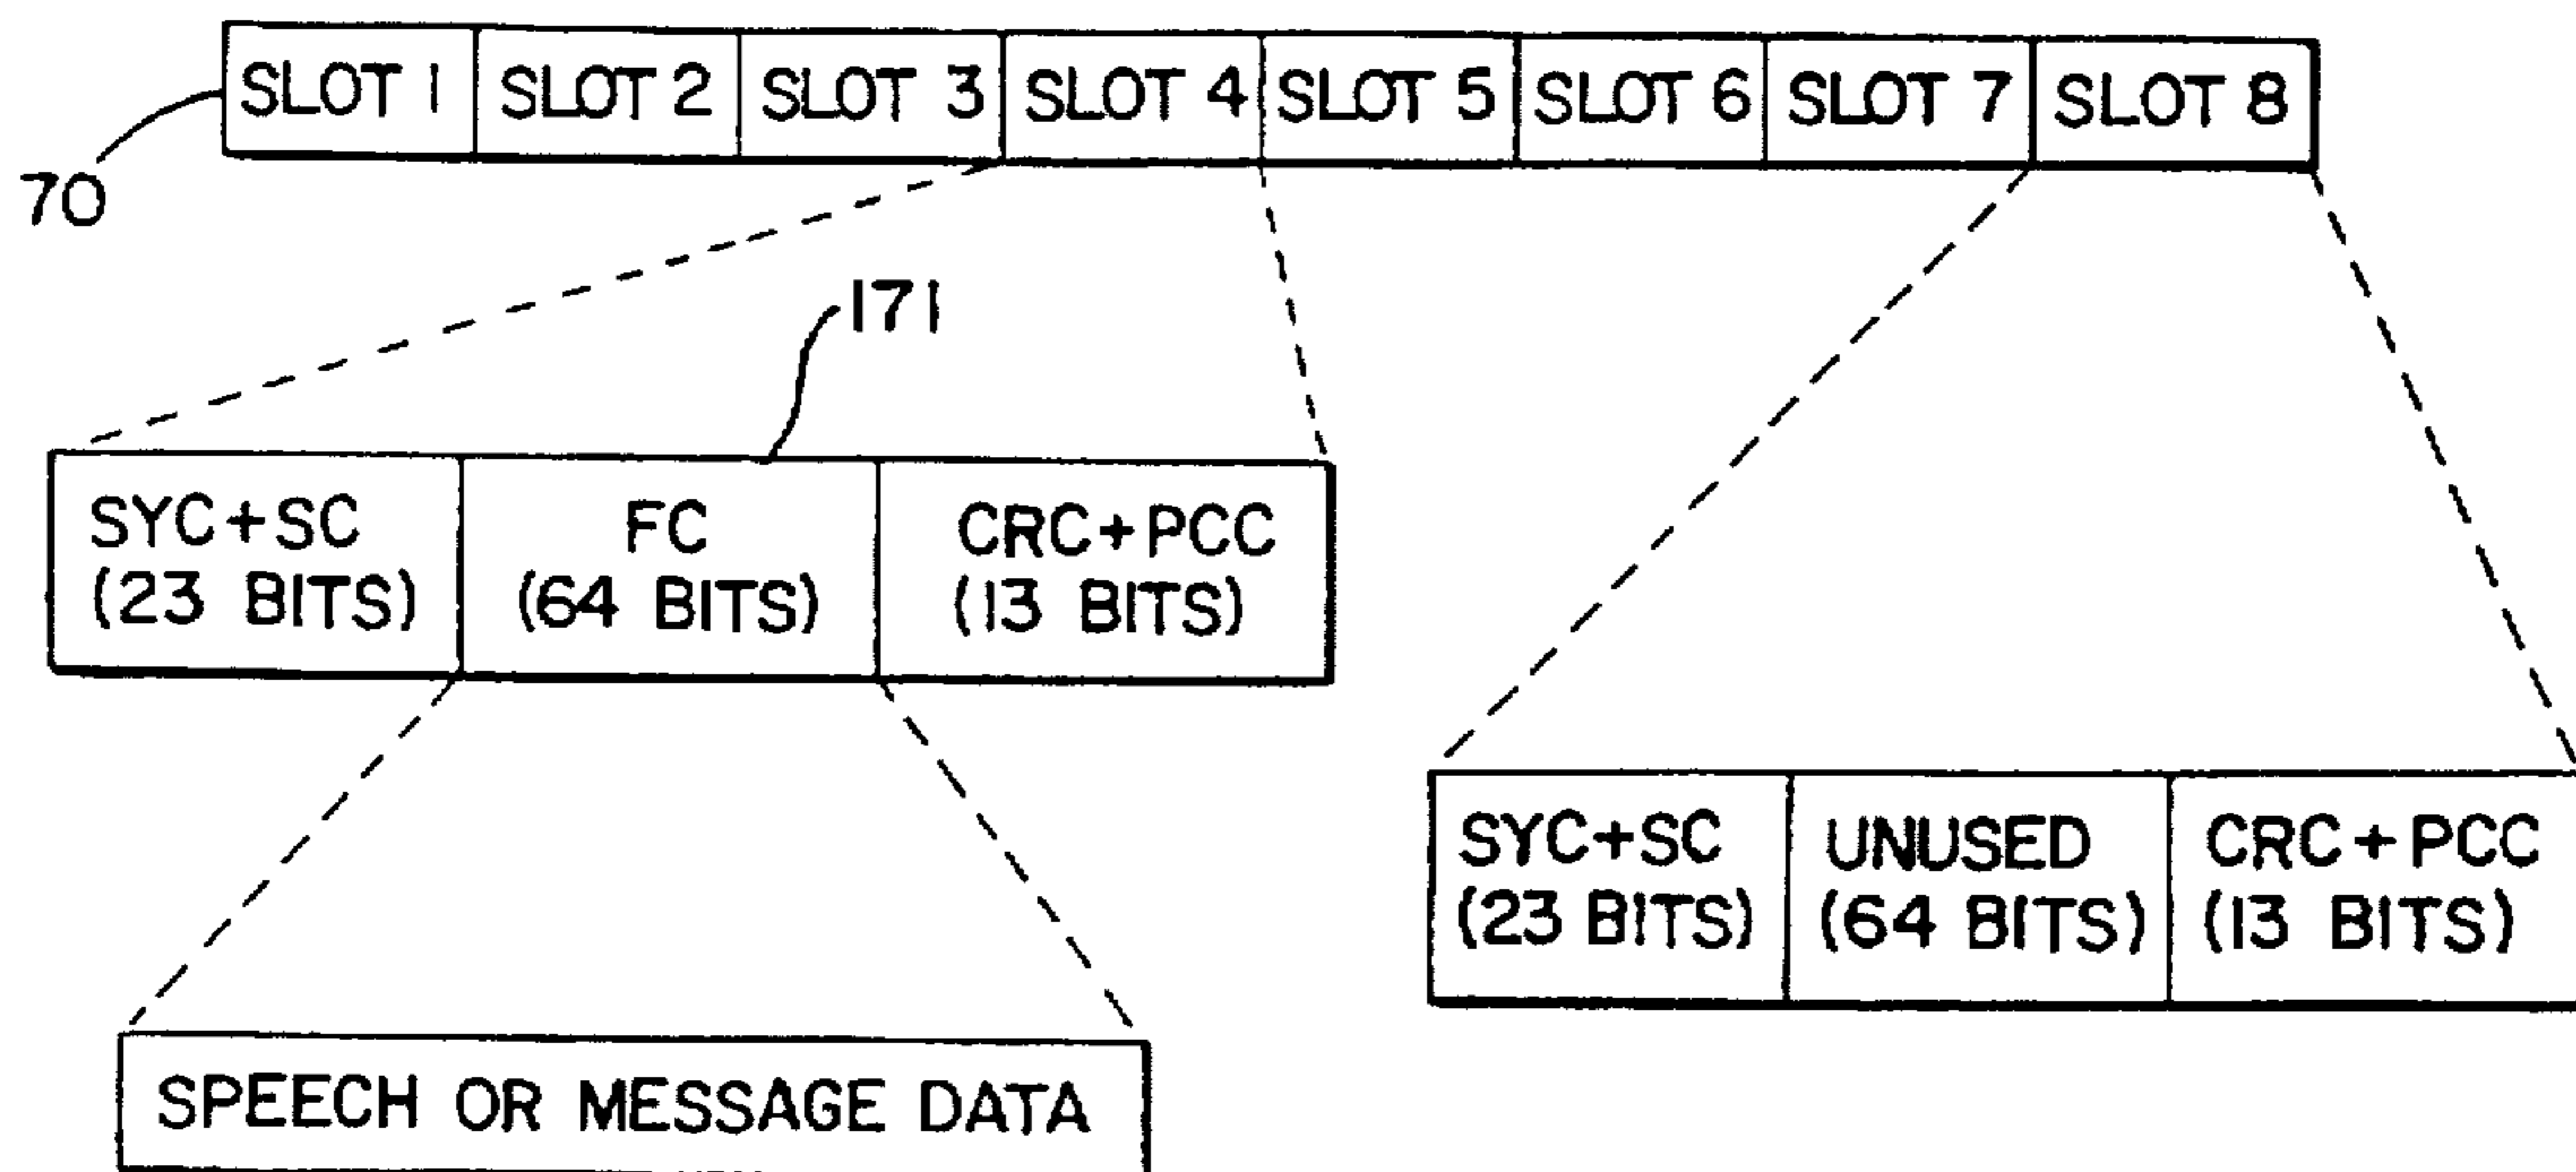 SLOT 1 SLOT 2 SLOT 3 SLOT 4 SLOT 5 SLOT 6 SLOT 7 SLOT 8
70
171
SYC+SC
(23 BITS)
FC
(64 BITS)
CRC+PCC
(13 BITS)
SYC+SC
(23 BITS)
UNUSED
(64 BITS)
CRC+PCC
(13 BITS)
SPEECH OR MESSAGE DATA